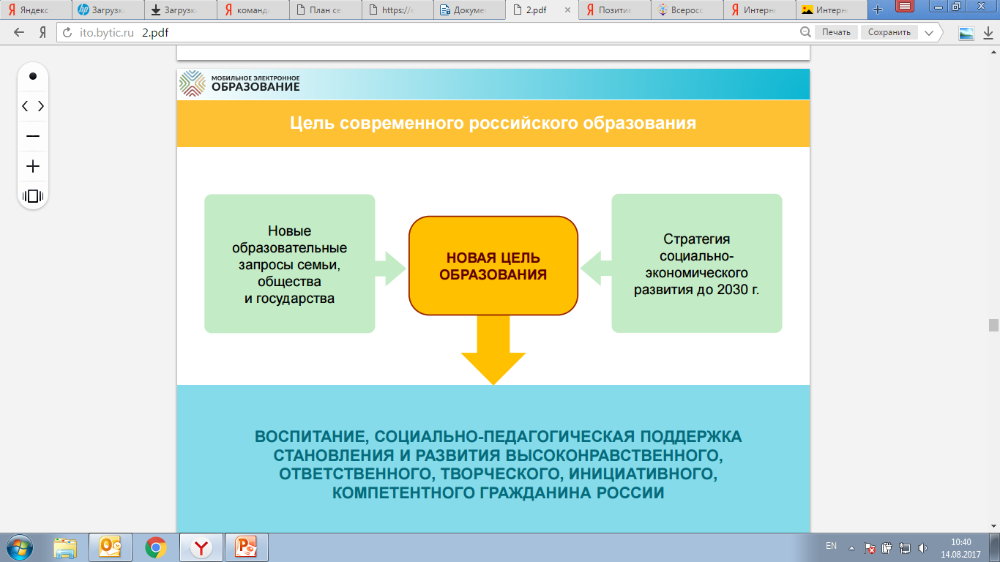 Яндекс
Загрузк
Загрузк
команд
План се
https://e
Докумен
2.pdf
Позитив
Всеросс
Интерн
Интерн
ito.bytic.ru 2.pdf
Печать
Сохранить
МОБИЛЬНОЕ ЭЛЕКТРОННОЕ
ОБРАЗОВАНИЕ
Цель современного российского образования
Новые
образовательные
запросы семьи,
общества
и государства
НОВАЯ ЦЕЛЬ
ОБРАЗОВАНИЯ
Стратегия
социально-
экономического
развития до 2030 г.
ВОСПИТАНИЕ, СОЦИАЛЬНО-ПЕДАГОГИЧЕСКАЯ ПОДДЕРЖКА
СТАНОВЛЕНИЯ И РАЗВИТИЯ ВЫСОКОНРАВСТВЕННОГО,
ОТВЕТСТВЕННОГО, ТВОРЧЕСКОГО, ИНИЦИАТИВНОГО,
КОМПЕТЕНТНОГО ГРАЖДАНИНА РОССИИ
EN
10:40
14.08.2017